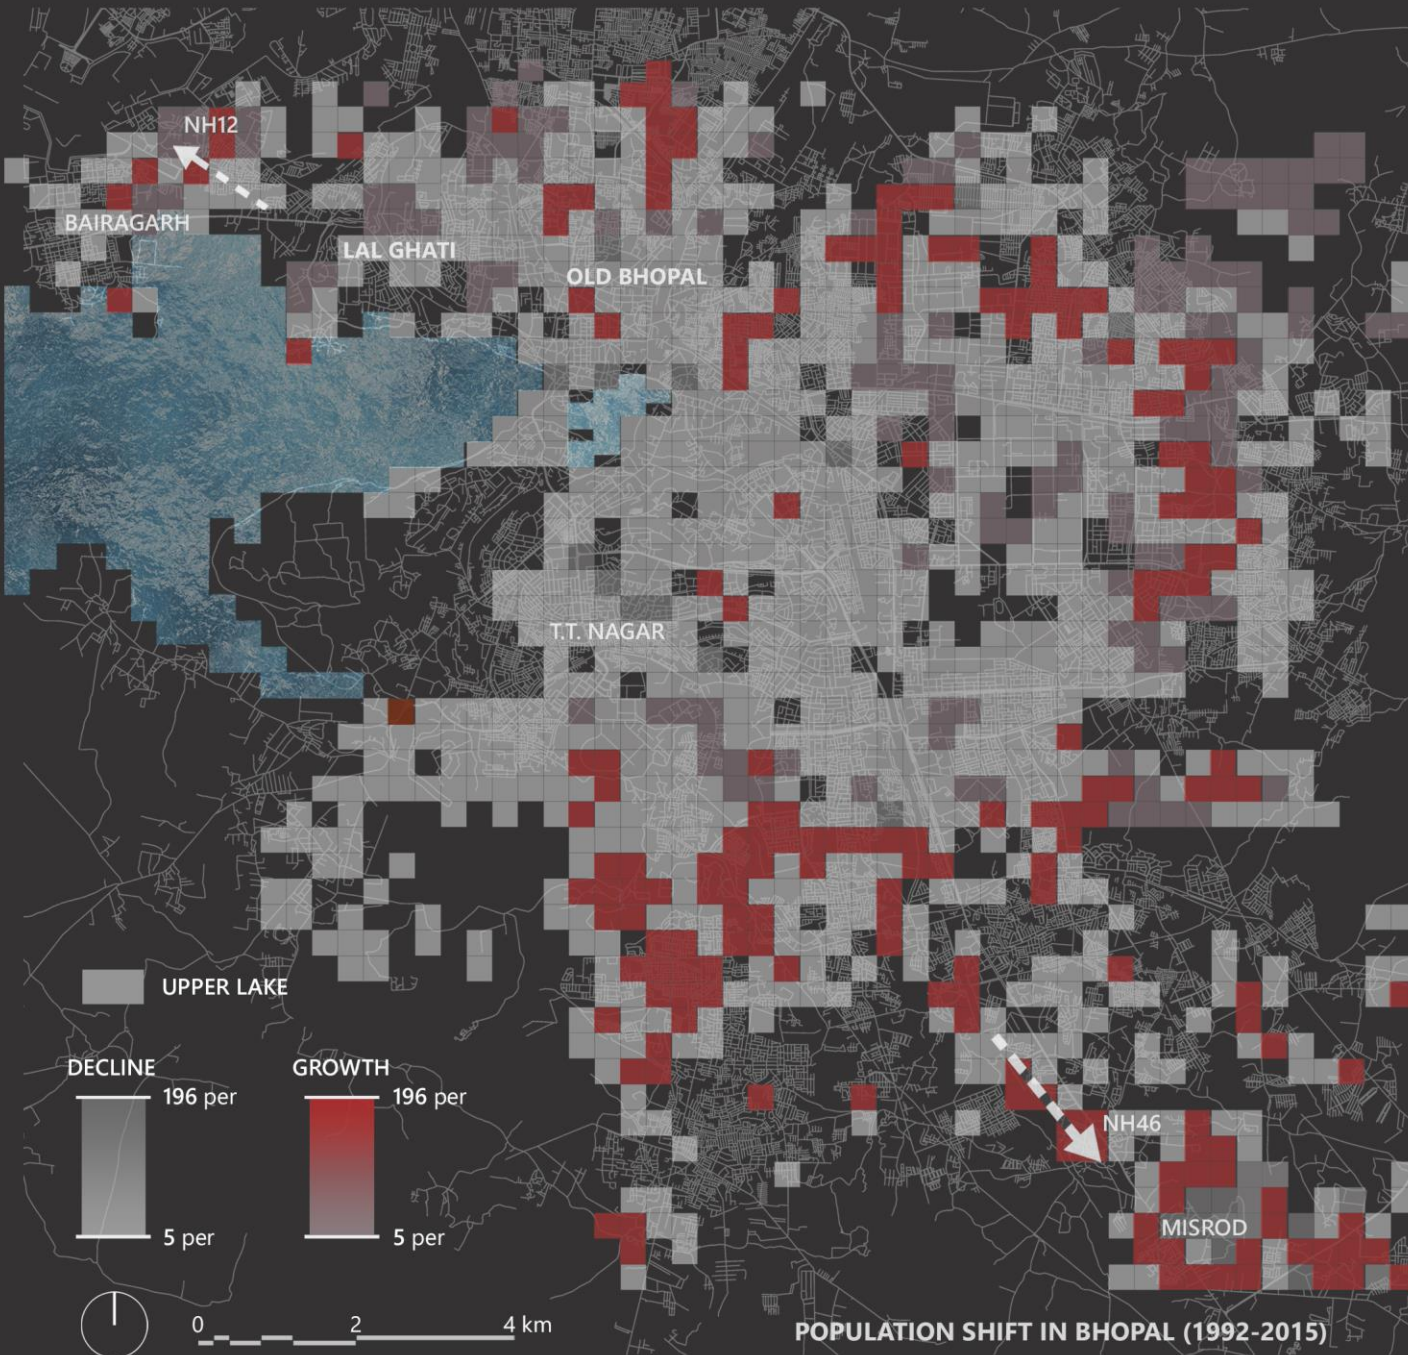 NH12
BAIRAGARH
LAL GHATI
OLD BHOPAL
T.T. NAGAR
UPPER LAKE
DECLINE
196 per
5 per
GROWTH
196 per
5 per
NH46
MISROD
0 2 4 km
POPULATION SHIFT IN BHOPAL (1992-2015)